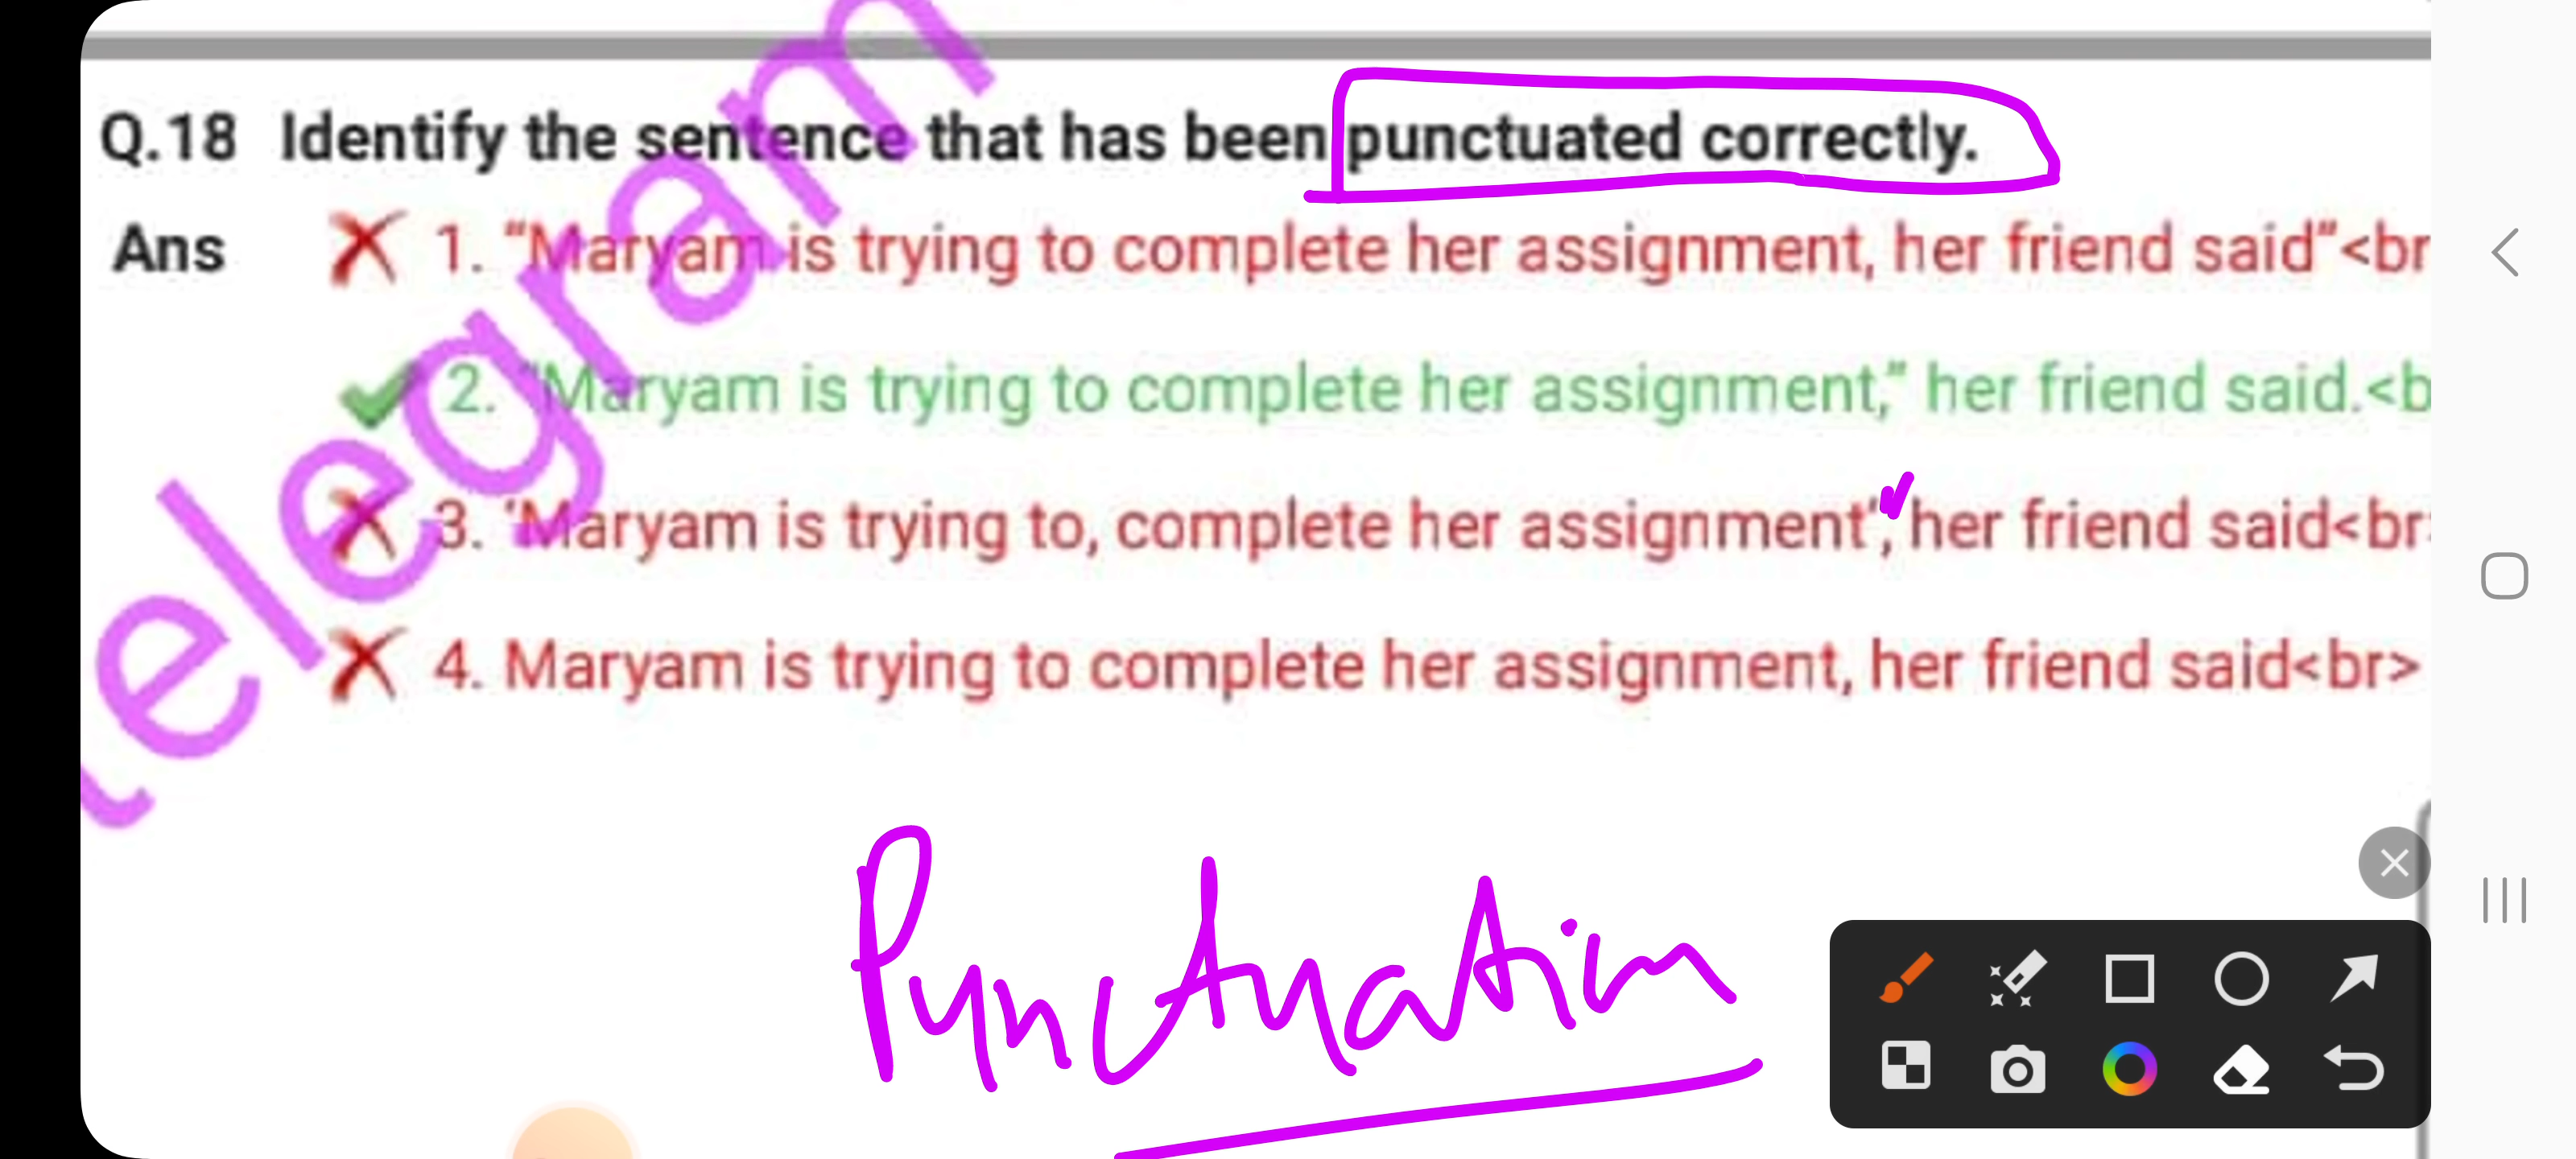 Q.18 Identify the sentence that has been punctuated correctly.
Ans 1. “Maryam is trying to complete her assignment, her friend said”<br
2. “Maryam is trying to complete her assignment,” her friend said.<b
3. ‘Maryam is trying to, complete her assignment’, her friend said<br>
4. Maryam is trying to complete her assignment, her friend said<br>
elegram
Punctuation